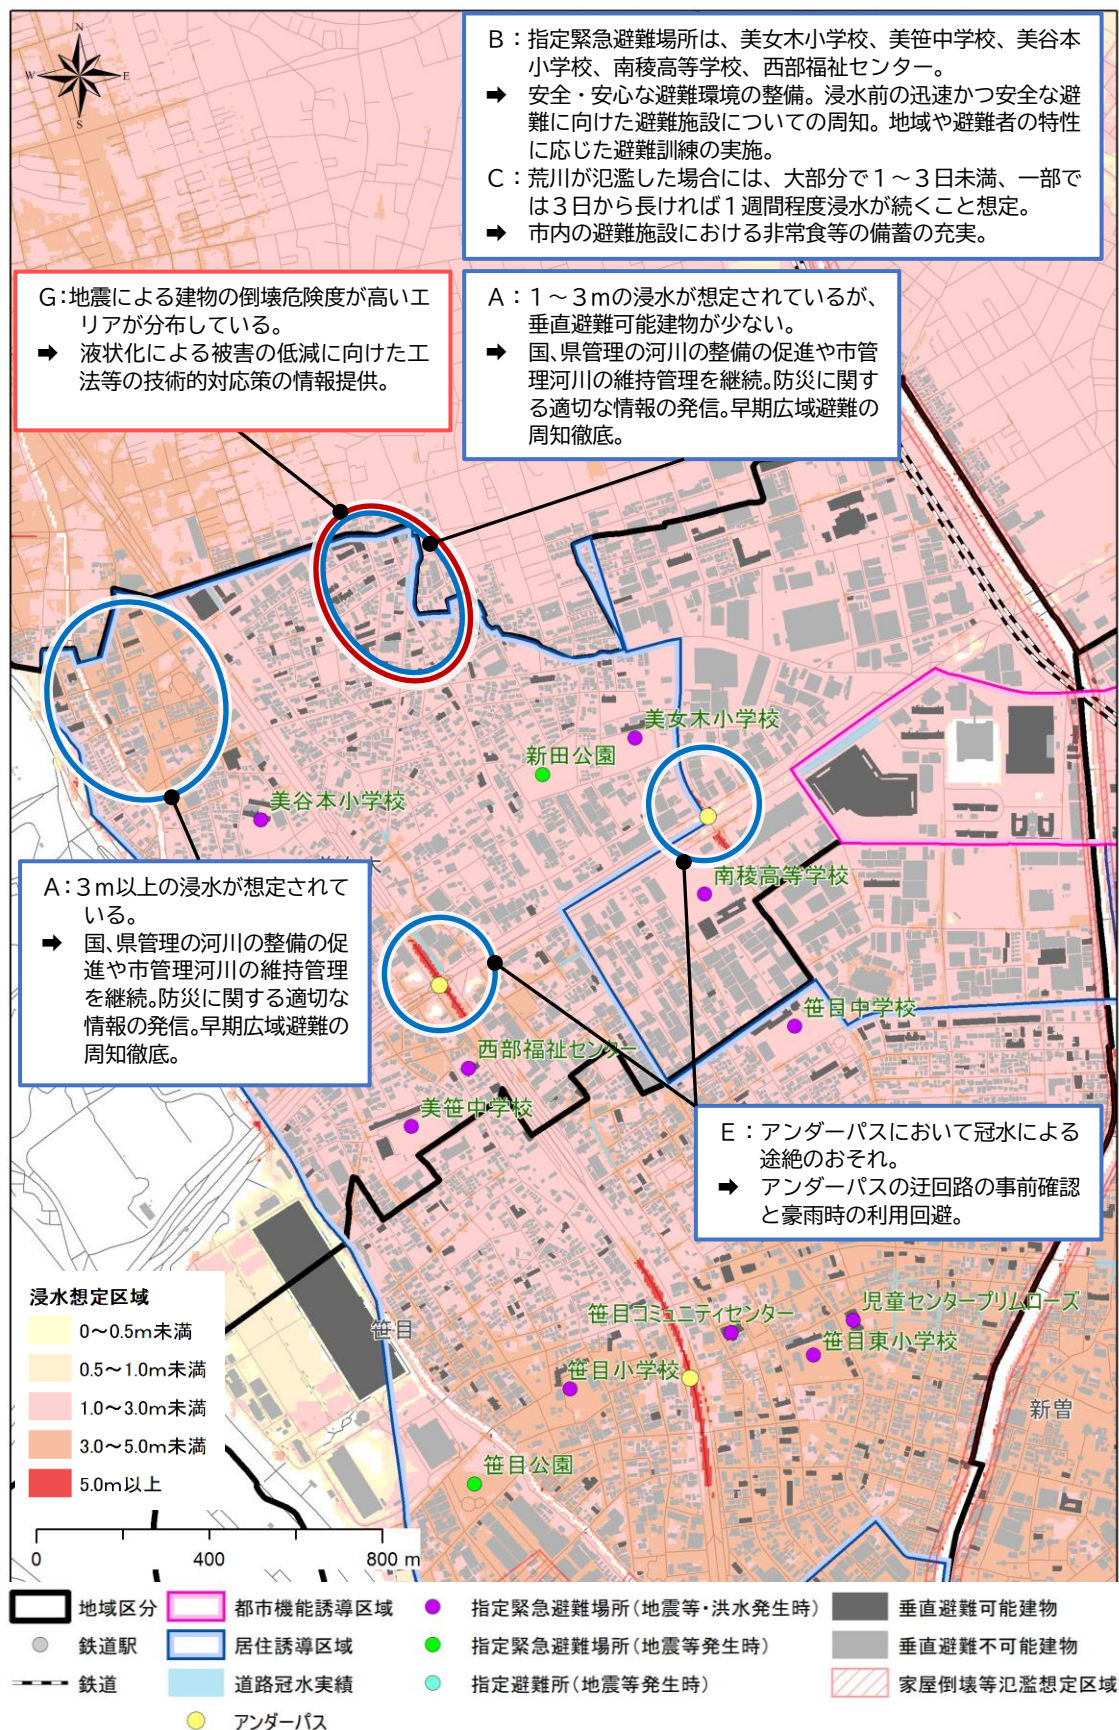 N
W
E
S
B：指定緊急避難場所は、美女木小学校、美笹中学校、美谷本
小学校、南稜高等学校、西部福祉センター。
➡ 安全・安心な避難環境の整備。浸水前の迅速かつ安全な避
難に向けた避難施設についての周知。地域や避難者の特性
に応じた避難訓練の実施。
C：荒川が氾濫した場合には、大部分で１～３日未満、一部で
は３日から長ければ１週間程度浸水が続くこと想定。
➡ 市内の避難施設における非常食等の備蓄の充実。
G：地震による建物の倒壊危険度が高いエ
リアが分布している。
➡ 液状化による被害の低減に向けた工
法等の技術的対応策の情報提供。
A：１～３ｍの浸水が想定されているが、
垂直避難可能建物が少ない。
➡ 国、県管理の河川の整備の促進や市管
理河川の維持管理を継続。防災に関す
る適切な情報の発信。早期広域避難の
周知徹底。
美女木小学校
新田公園
美谷本小学校
南稜高等学校
A：３ｍ以上の浸水が想定されて
いる。
➡ 国、県管理の河川の整備の促
進や市管理河川の維持管理
を継続。防災に関する適切な
情報の発信。早期広域避難の
周知徹底。
笹目中学校
西部福祉センター
美笹中学校
E：アンダーパスにおいて冠水による
途絶のおそれ。
➡ アンダーパスの迂回路の事前確認
と豪雨時の利用回避。
笹目
笹目コミュニティセンター
児童センタープリムローズ
笹目東小学校
笹目小学校
新曽
笹目公園
浸水想定区域
0～0.5m未満
0.5～1.0m未満
1.0～3.0m未満
3.0～5.0m未満
5.0m以上
0 400 800 m
地域区分 都市機能誘導区域 指定緊急避難場所（地震等・洪水発生時） 垂直避難可能建物
鉄道駅 居住誘導区域 指定緊急避難場所（地震等発生時） 垂直避難不可能建物
鉄道 道路冠水実績 指定避難所（地震等発生時） 家屋倒壊等氾濫想定区域
アンダーパス